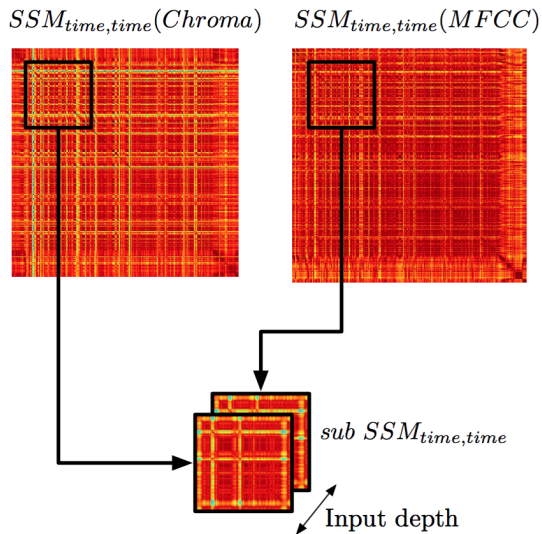 SSM_{time,time}(Chroma)
SSM_{time,time}(MFCC)
sub SSM_{time,time}
Input depth